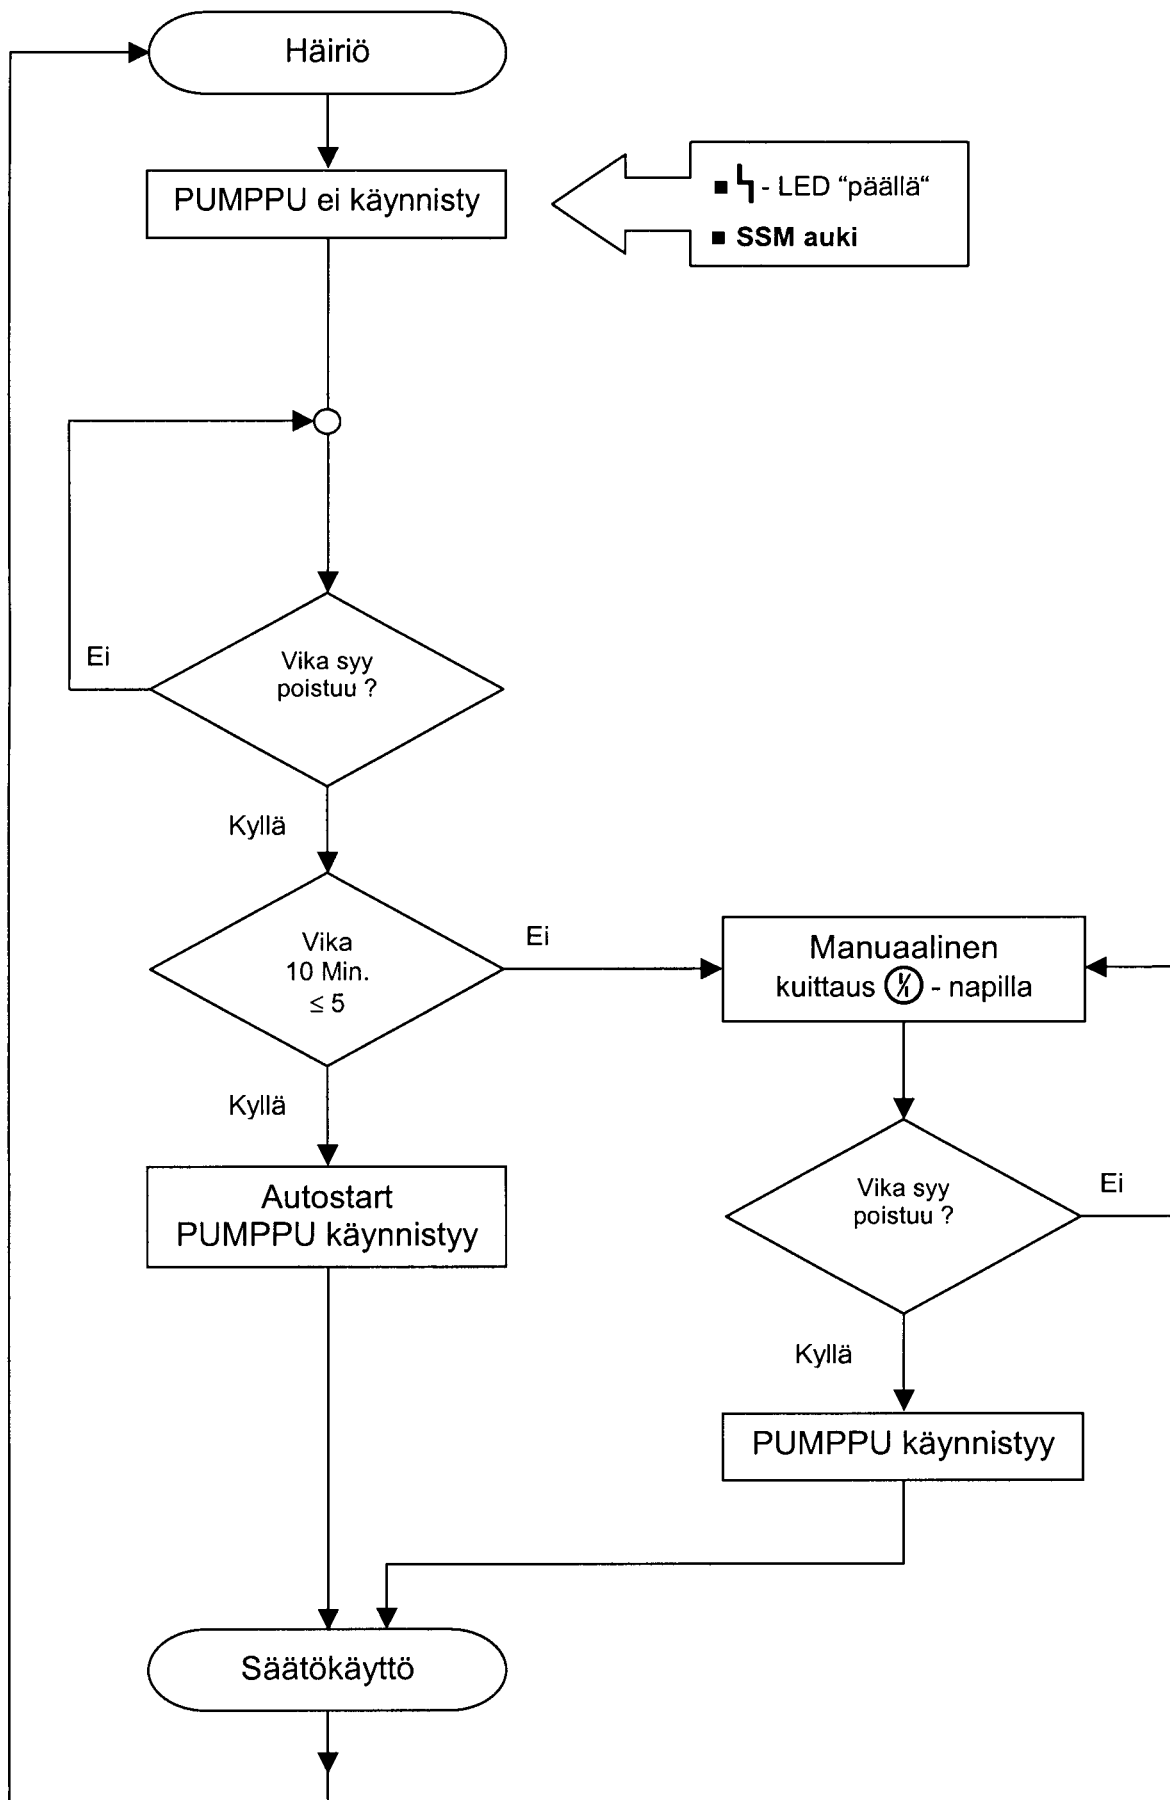 Häiriö
PUMPPU ei käynnisty
- LED "päällä"
SSM auki
Ei
Vika syy
poistuu ?
Kyllä
Vika
10 Min.
≤ 5
Ei
Manuaalinen
kuittaus - napilla
Kyllä
Autostart
PUMPPU käynnistyy
Vika syy
poistuu ?
Ei
Kyllä
PUMPPU käynnistyy
Säätökäyttö